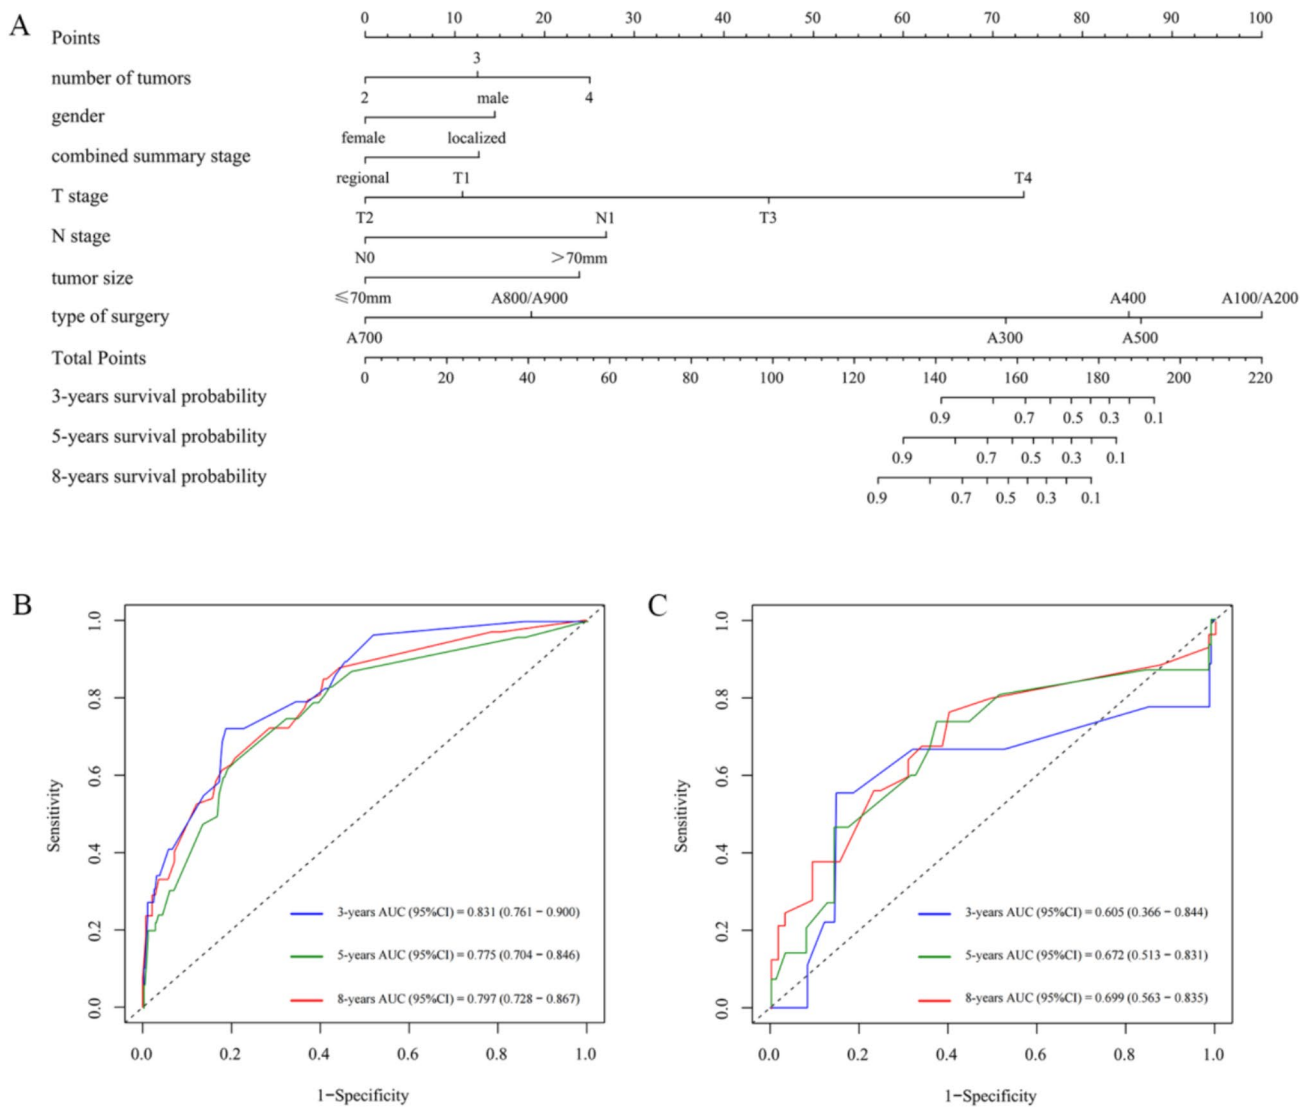 A
0 10 20 30 40 50 60 70 80 90 100
Points
3
number of tumors
2 male 4
gender
female localized
combined summary stage
regional T1 T4
T stage
T2 N1 T3
N stage
N0 >70mm
tumor size
≤70mm A800/A900 A400 A100/A200
type of surgery
A700 A300 A500
Total Points
0 20 40 60 80 100 120 140 160 180 200 220
3-years survival probability
0.9 0.7 0.5 0.3 0.1
5-years survival probability
0.9 0.7 0.5 0.3 0.1
8-years survival probability
0.9 0.7 0.5 0.3 0.1
B
1.0
0.8
0.6
0.4
0.2
0.0
Sensitivity
3-years AUC (95%CI) = 0.831 (0.761 − 0.900)
5-years AUC (95%CI) = 0.775 (0.704 − 0.846)
8-years AUC (95%CI) = 0.797 (0.728 − 0.867)
0.0 0.2 0.4 0.6 0.8 1.0
1−Specificity
C
1.0
0.8
0.6
0.4
0.2
0.0
Sensitivity
3-years AUC (95%CI) = 0.605 (0.366 − 0.844)
5-years AUC (95%CI) = 0.672 (0.513 − 0.831)
8-years AUC (95%CI) = 0.699 (0.563 − 0.835)
0.0 0.2 0.4 0.6 0.8 1.0
1−Specificity